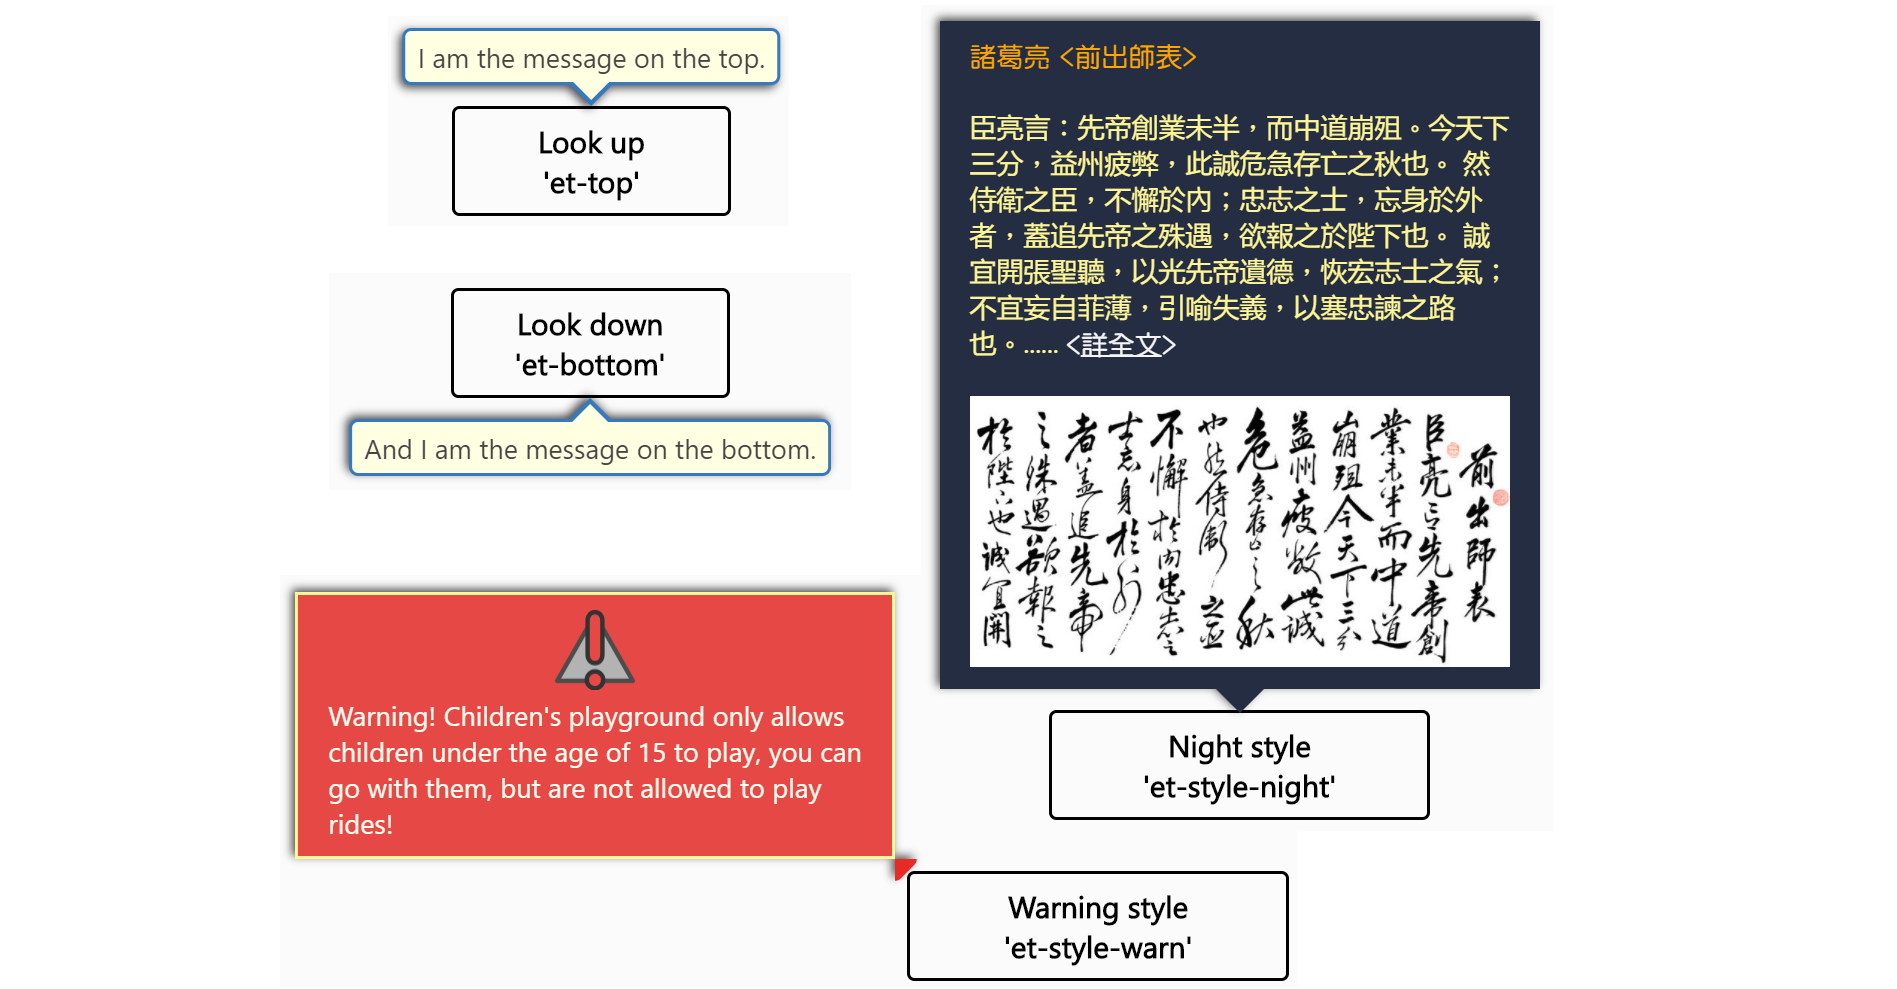 I am the message on the top.
Look up
'et-top'
Look down
'et-bottom'
And I am the message on the bottom.
Warning! Children's playground only allows
children under the age of 15 to play, you can
go with them, but are not allowed to play
rides!
Warning style
'et-style-warn'
諸葛亮 <前出師表>
臣亮言：先帝創業未半，而中道崩殂。今天下
三分，益州疲弊，此誠危急存亡之秋也。 然
侍衛之臣，不懈於內；忠志之士，忘身於外
者，蓋追先帝之殊遇，欲報之於陛下也。 誠
宜開張聖聽，以光先帝遺德，恢宏志士之氣；
不宜妄自菲薄，引喻失義，以塞忠諫之路
也。...... <詳全文>
前出師表
臣亮言先帝創
業未半而中道
崩殂今天下三分
益州疲敝此誠
危急存亡之秋
也然侍衛之臣
不懈於內忠志之
士忘身於外
者蓋追先帝
之殊遇欲報之
於陛下也誠宜開
Night style
'et-style-night'